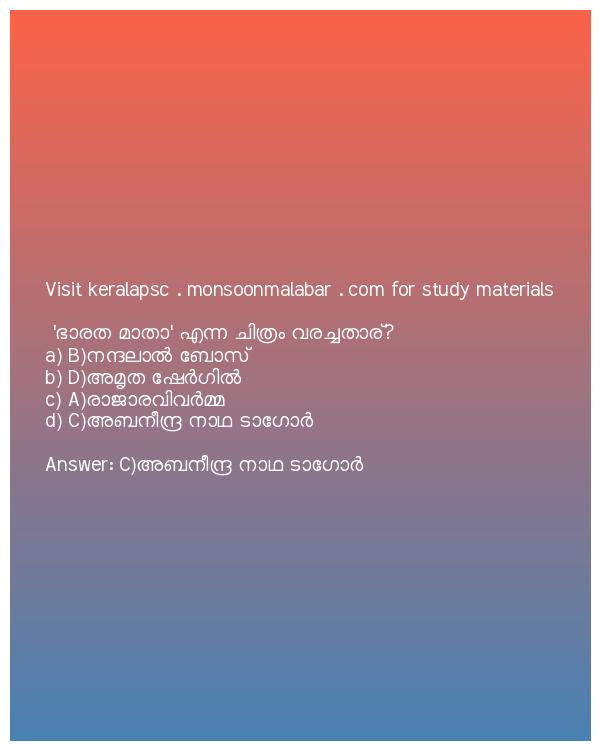 Visit keralapsc . monsoonmalabar . com for study materials
'ഭാരത മാതാ' എന്ന ചിത്രം വരച്ചതാര്?
a) B)നന്ദലാൽ ബോസ്
b) D)അമൃത ഷേർഗിൽ
c) A)രാജാരവിവർമ്മ
d) C)അബനീന്ദ്ര നാഥ ടാഗോർ
Answer: C)അബനീന്ദ്ര നാഥ ടാഗോർ